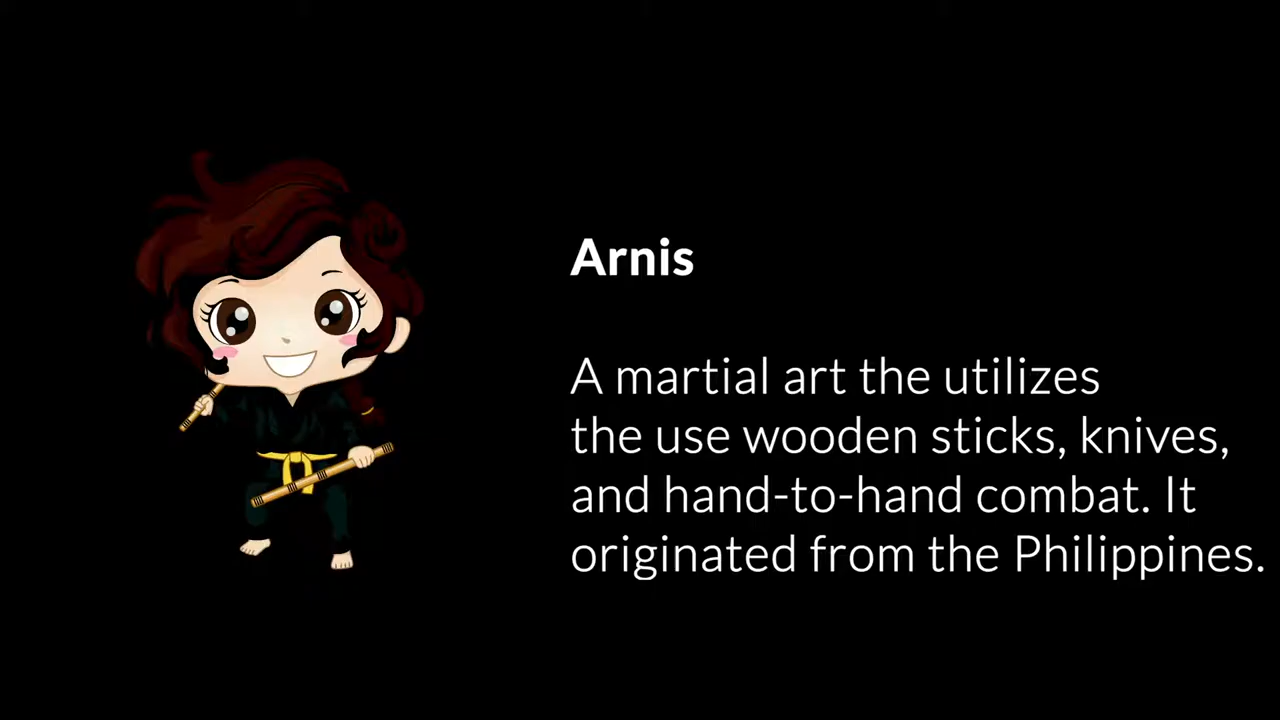 Arnis
A martial art the utilizes
the use wooden sticks, knives,
and hand-to-hand combat. It
originated from the Philippines.